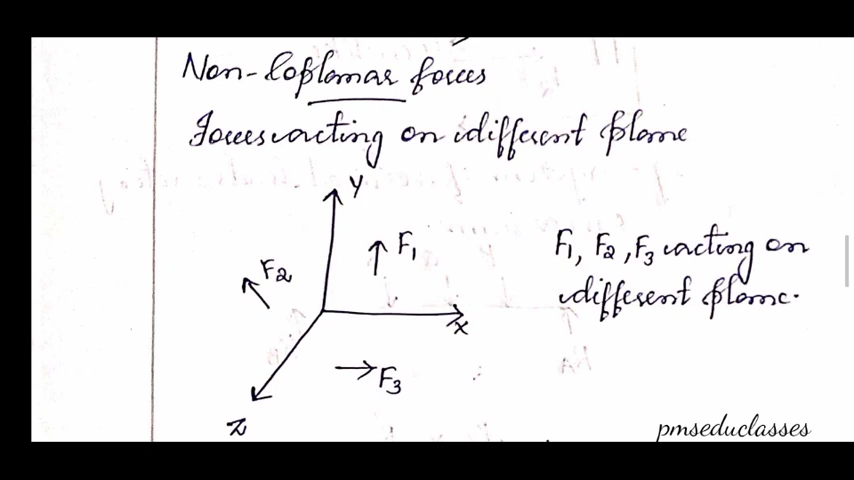 Non-Coplanar forces
Forces acting on different plane
Y
F1
F2
F1, F2, F3 acting on
different plane.
X
F3
Z
pmseduclasses